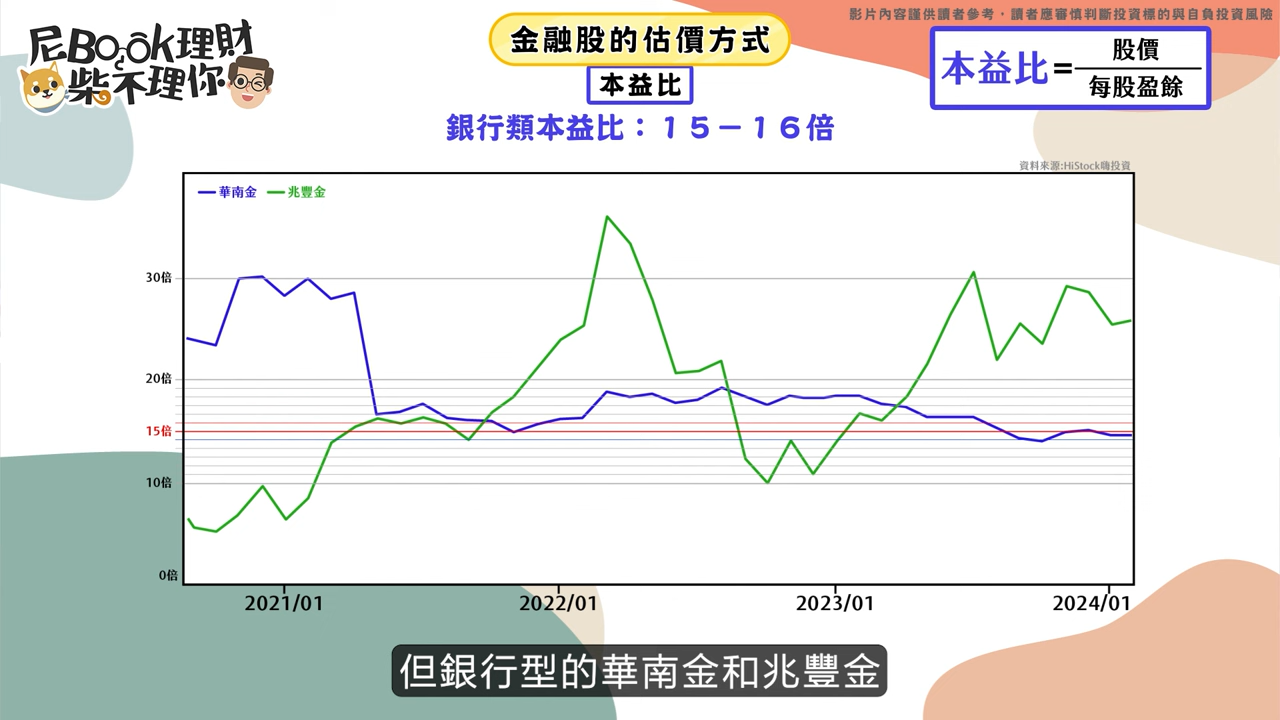 影片內容謹供讀者參考，讀者應審慎判斷投資標的與自負投資風險
尼BOOK理財
柴不理你
金融股的估價方式
本益比
銀行類本益比：１５－１６倍
本益比=股價
每股盈餘
資料來源:HiStock嗨投資
華南金 兆豐金
30倍
20倍
15倍
10倍
0倍
2021/01 2022/01 2023/01 2024/01
但銀行型的華南金和兆豐金